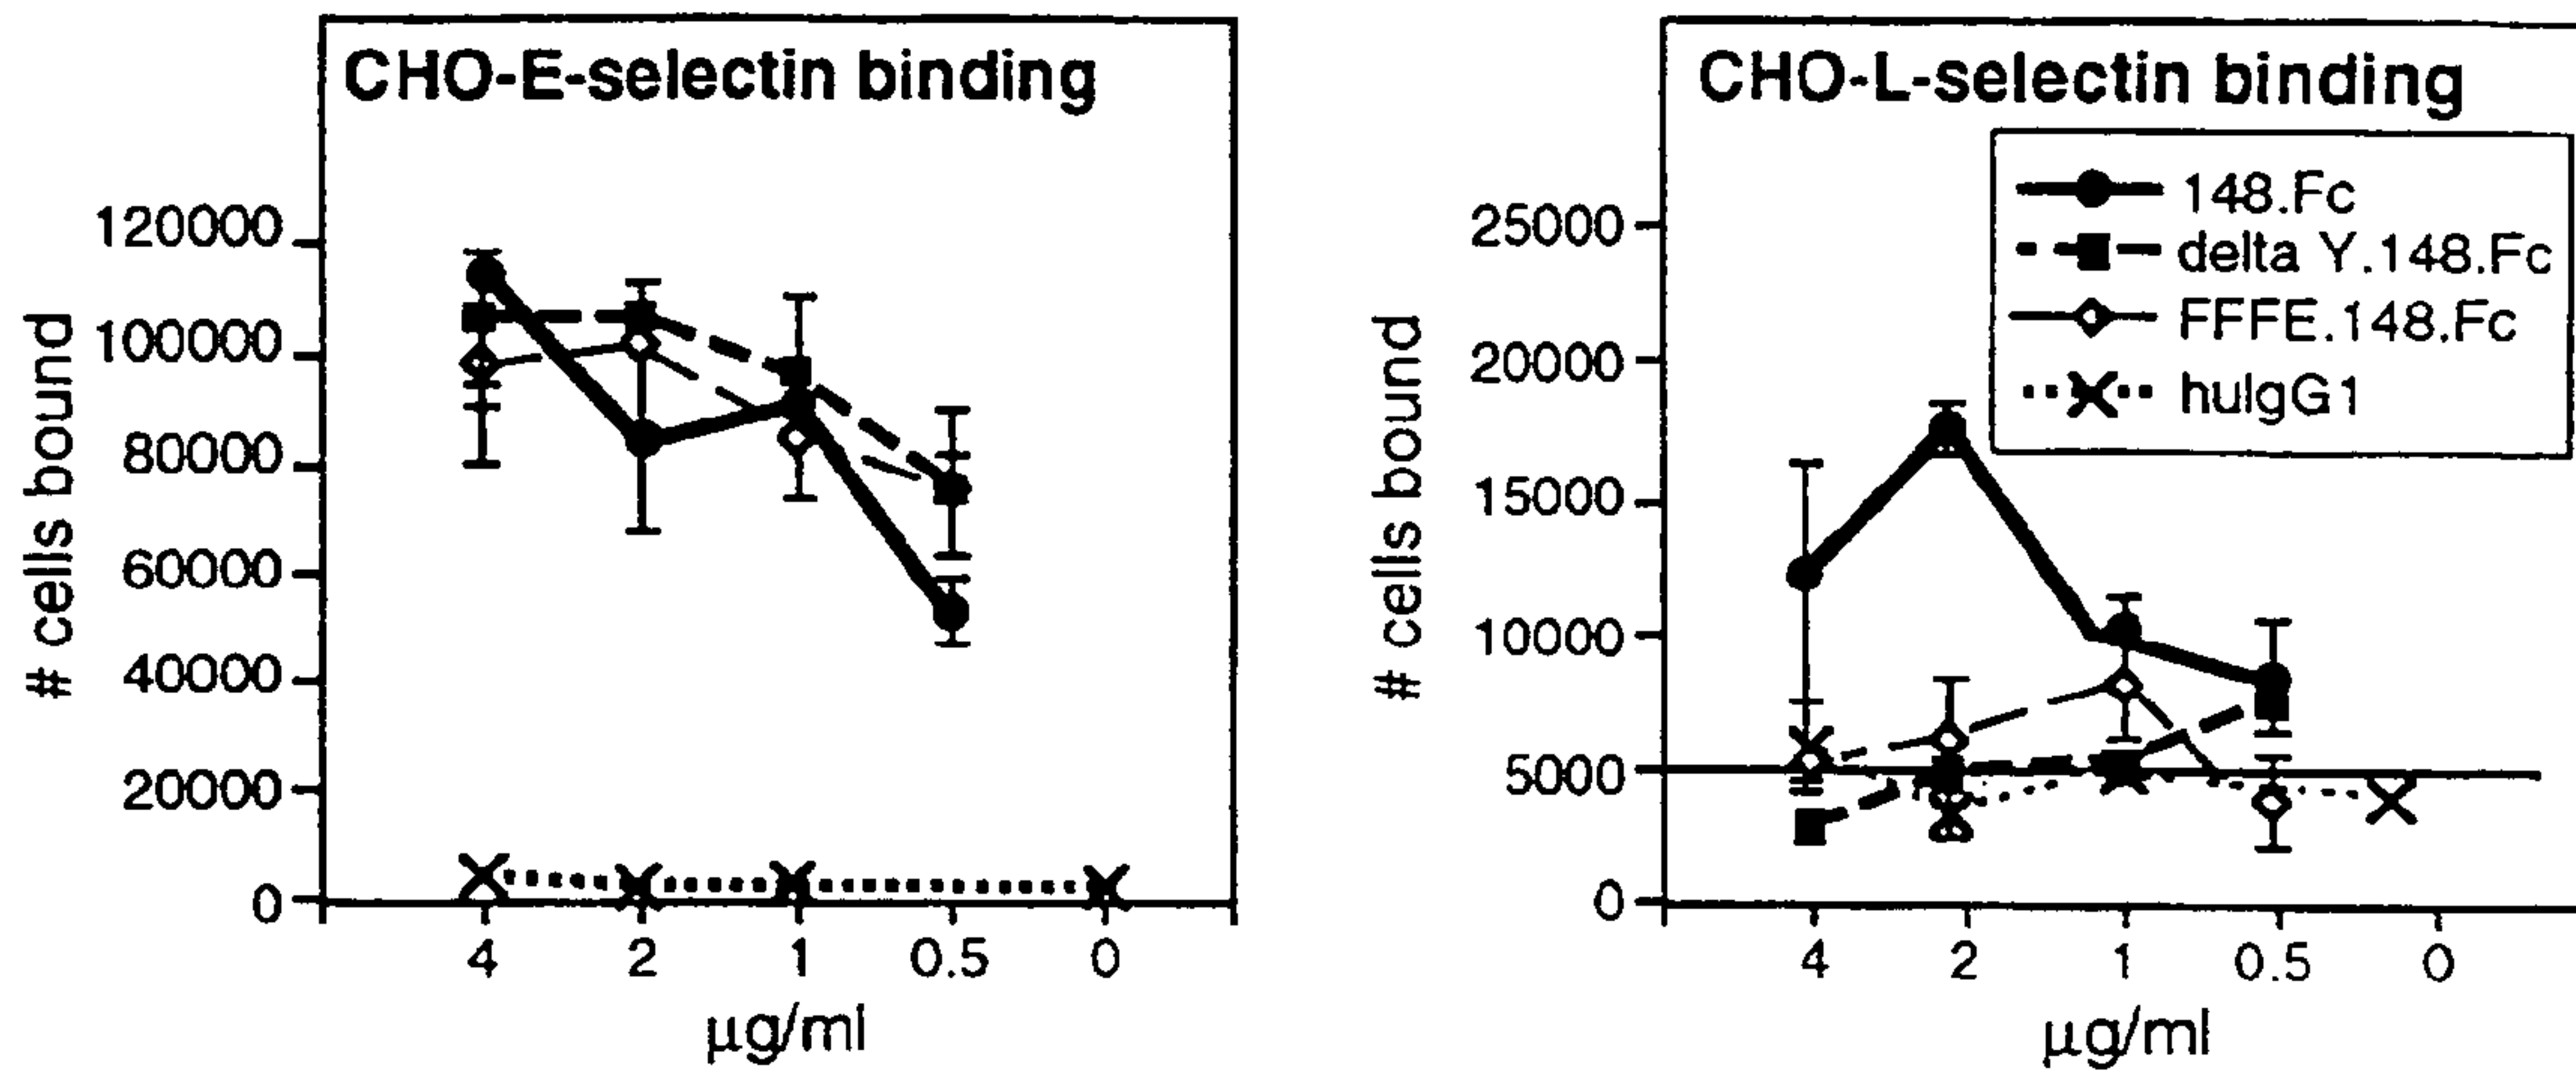 CHO-E-selectin binding
120000
100000
80000
60000
40000
20000
0
# cells bound
4 2 1 0.5 0
µg/ml
CHO-L-selectin binding
148.Fc
delta Y.148.Fc
FFFE.148.Fc
huIgG1
25000
20000
15000
10000
5000
0
# cells bound
4 2 1 0.5 0
µg/ml